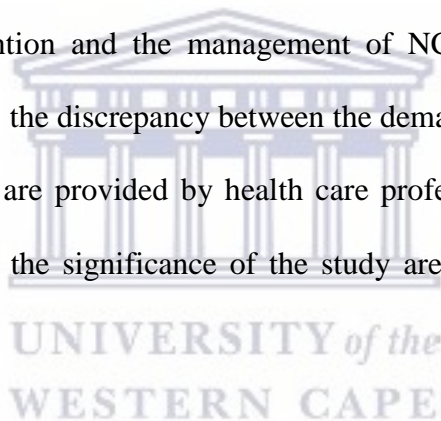 ntion and the management of NC
the discrepancy between the dema
are provided by health care profe
the significance of the study are
UNIVERSITY of the
WESTERN CAPE